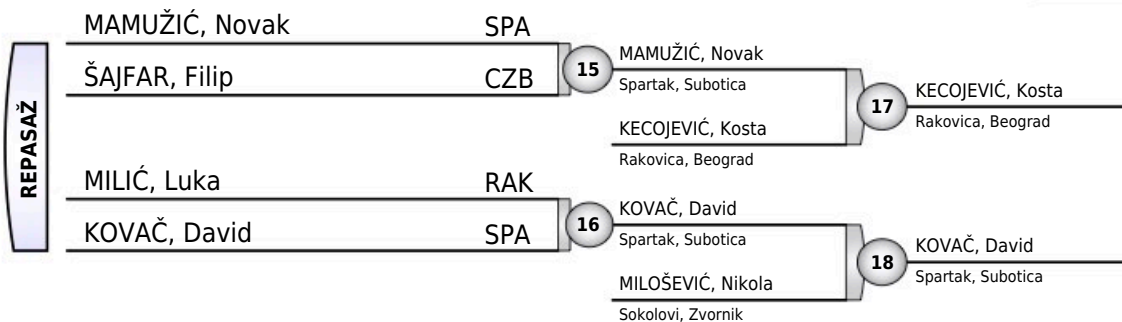 REPASAŽ
MAMUŽIĆ, Novak SPA
ŠAJFAR, Filip CZB
15
MAMUŽIĆ, Novak
Spartak, Subotica
KECOJEVIĆ, Kosta
Rakovica, Beograd
17
KECOJEVIĆ, Kosta
Rakovica, Beograd
MILIĆ, Luka RAK
KOVAČ, David SPA
16
KOVAČ, David
Spartak, Subotica
MILOŠEVIĆ, Nikola
Sokolovi, Zvornik
18
KOVAČ, David
Spartak, Subotica